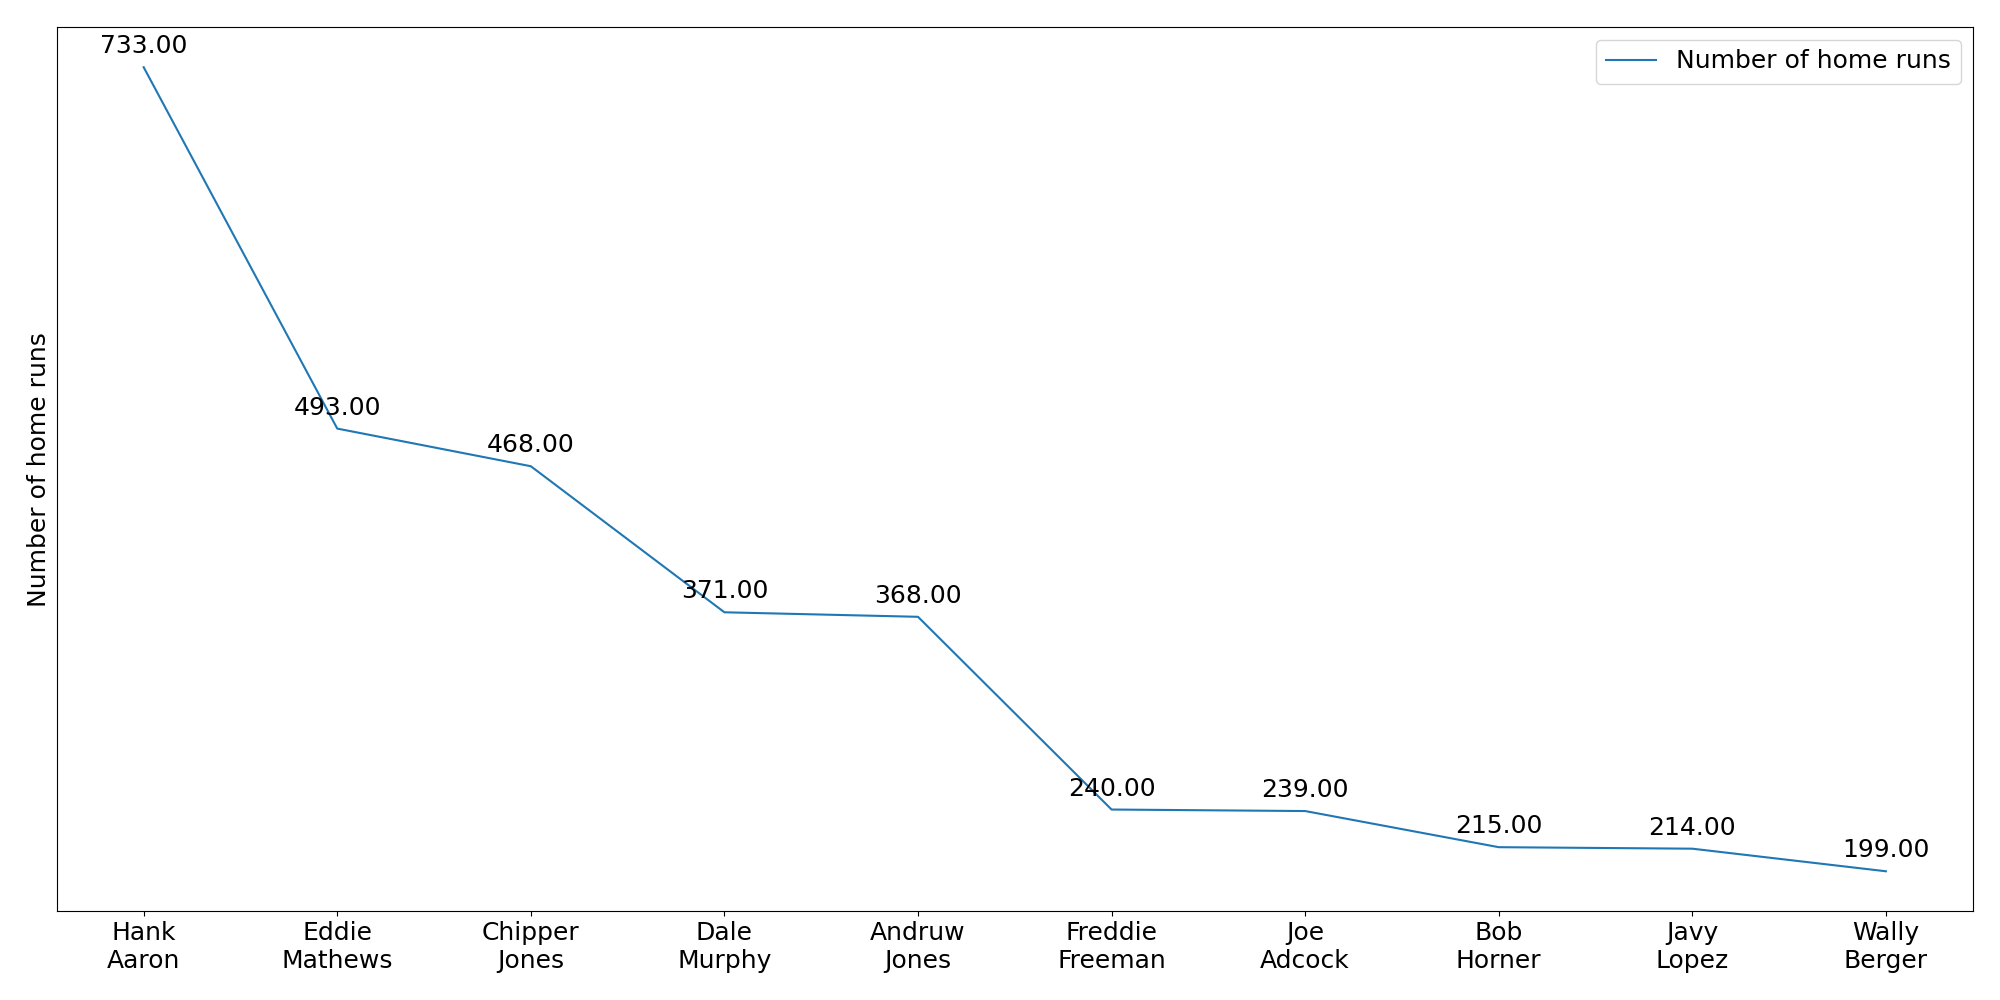 733.00
Number of home runs
493.00
468.00
371.00
368.00
240.00
239.00
215.00
214.00
199.00
Number of home runs
Hank
Aaron
Eddie
Mathews
Chipper
Jones
Dale
Murphy
Andruw
Jones
Freddie
Freeman
Joe
Adcock
Bob
Horner
Javy
Lopez
Wally
Berger